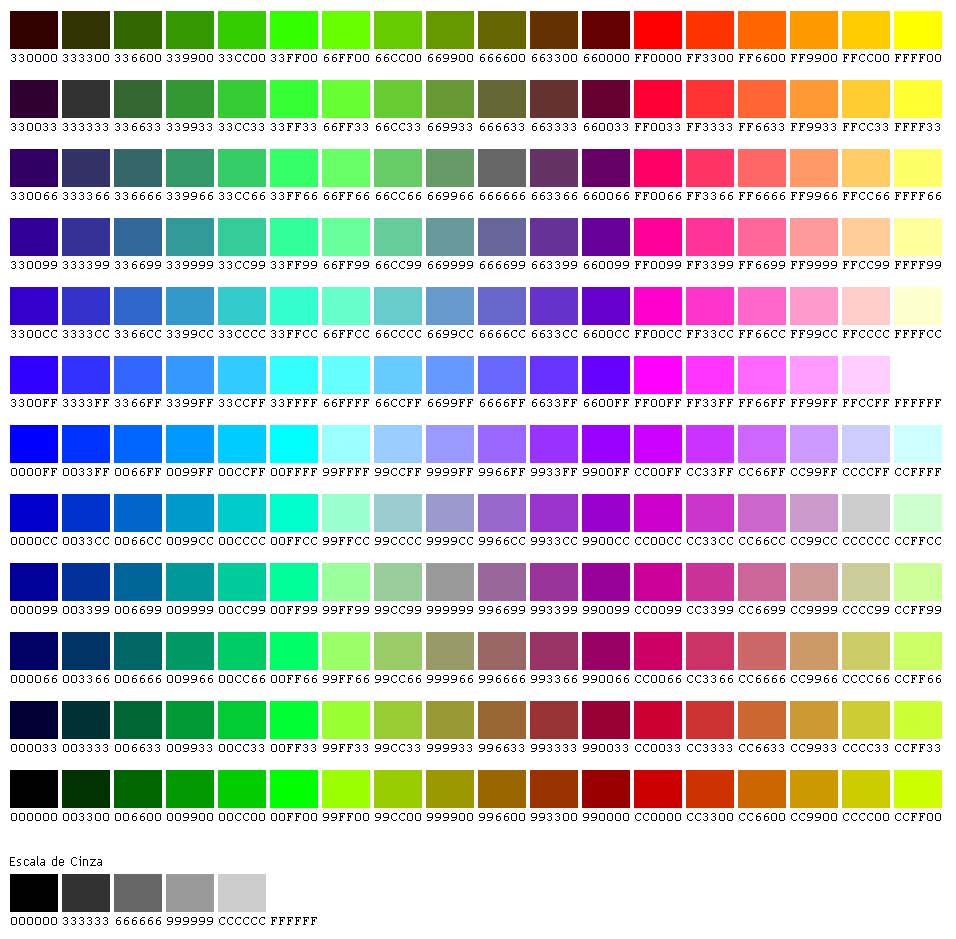 330000 333300 336600 339900 33CC00 33FF00 66FF00 66CC00 669900 666600 663300 660000 FF0000 FF3300 FF6600 FF9900 FFCC00 FFFF00
330033 333333 336633 339933 33CC33 33FF33 66FF33 66CC33 669933 666633 663333 660033 FF0033 FF3333 FF6633 FF9933 FFCC33 FFFF33
330066 333366 336666 339966 33CC66 33FF66 66FF66 66CC66 669966 666666 663366 660066 FF0066 FF3366 FF6666 FF9966 FFCC66 FFFF66
330099 333399 336699 339999 33CC99 33FF99 66FF99 66CC99 669999 666699 663399 660099 FF0099 FF3399 FF6699 FF9999 FFCC99 FFFF99
3300CC 3333CC 3366CC 3399CC 33CCCC 33FFCC 66FFCC 66CCCC 6699CC 6666CC 6633CC 6600CC FF00CC FF33CC FF66CC FF99CC FFCCCC FFFFCC
3300FF 3333FF 3366FF 3399FF 33CCFF 33FFFF 66FFFF 66CCFF 6699FF 6666FF 6633FF 6600FF FF00FF FF33FF FF66FF FF99FF FFCCFF FFFFFF
0000FF 0033FF 0066FF 0099FF 00CCFF 00FFFF 99FFFF 99CCFF 9999FF 9966FF 9933FF 9900FF CC00FF CC33FF CC66FF CC99FF CCCCFF CCFFFF
0000CC 0033CC 0066CC 0099CC 00CCCC 00FFCC 99FFCC 99CCCC 9999CC 9966CC 9933CC 9900CC CC00CC CC33CC CC66CC CC99CC CCCCCC CCFFCC
000099 003399 006699 009999 00CC99 00FF99 99FF99 99CC99 999999 996699 993399 990099 CC0099 CC3399 CC6699 CC9999 CCCC99 CCFF99
000066 003366 006666 009966 00CC66 00FF66 99FF66 99CC66 999966 996666 993366 990066 CC0066 CC3366 CC6666 CC9966 CCCC66 CCFF66
000033 003333 006633 009933 00CC33 00FF33 99FF33 99CC33 999933 996633 993333 990033 CC0033 CC3333 CC6633 CC9933 CCCC33 CCFF33
000000 003300 006600 009900 00CC00 00FF00 99FF00 99CC00 999900 996600 993300 990000 CC0000 CC3300 CC6600 CC9900 CCCC00 CCFF00
Escala de Cinza
000000 333333 666666 999999 CCCCCC FFFFFF